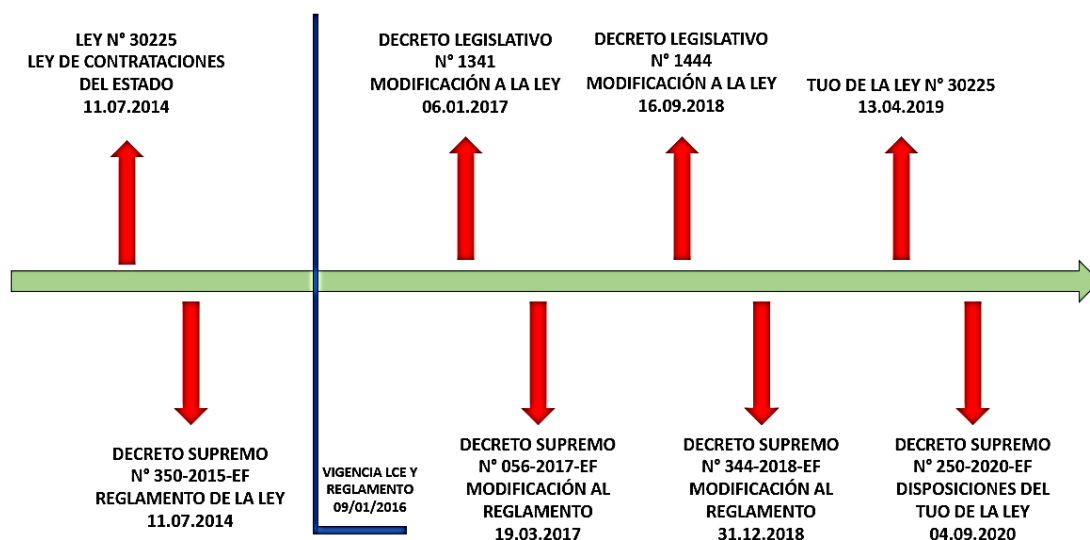 LEY N° 30225
LEY DE CONTRATACIONES
DEL ESTADO
11.07.2014
DECRETO LEGISLATIVO
N° 1341
MODIFICACIÓN A LA LEY
06.01.2017
DECRETO LEGISLATIVO
N° 1444
MODIFICACIÓN A LA LEY
16.09.2018
TUO DE LA LEY N° 30225
13.04.2019
DECRETO SUPREMO
N° 350-2015-EF
REGLAMENTO DE LA LEY
11.07.2014
VIGENCIA LCE Y
REGLAMENTO
09/01/2016
DECRETO SUPREMO
N° 056-2017-EF
MODIFICACIÓN AL
REGLAMENTO
19.03.2017
DECRETO SUPREMO
N° 344-2018-EF
MODIFICACIÓN AL
REGLAMENTO
31.12.2018
DECRETO SUPREMO
N° 250-2020-EF
DISPOSICIONES DEL
TUO DE LA LEY
04.09.2020